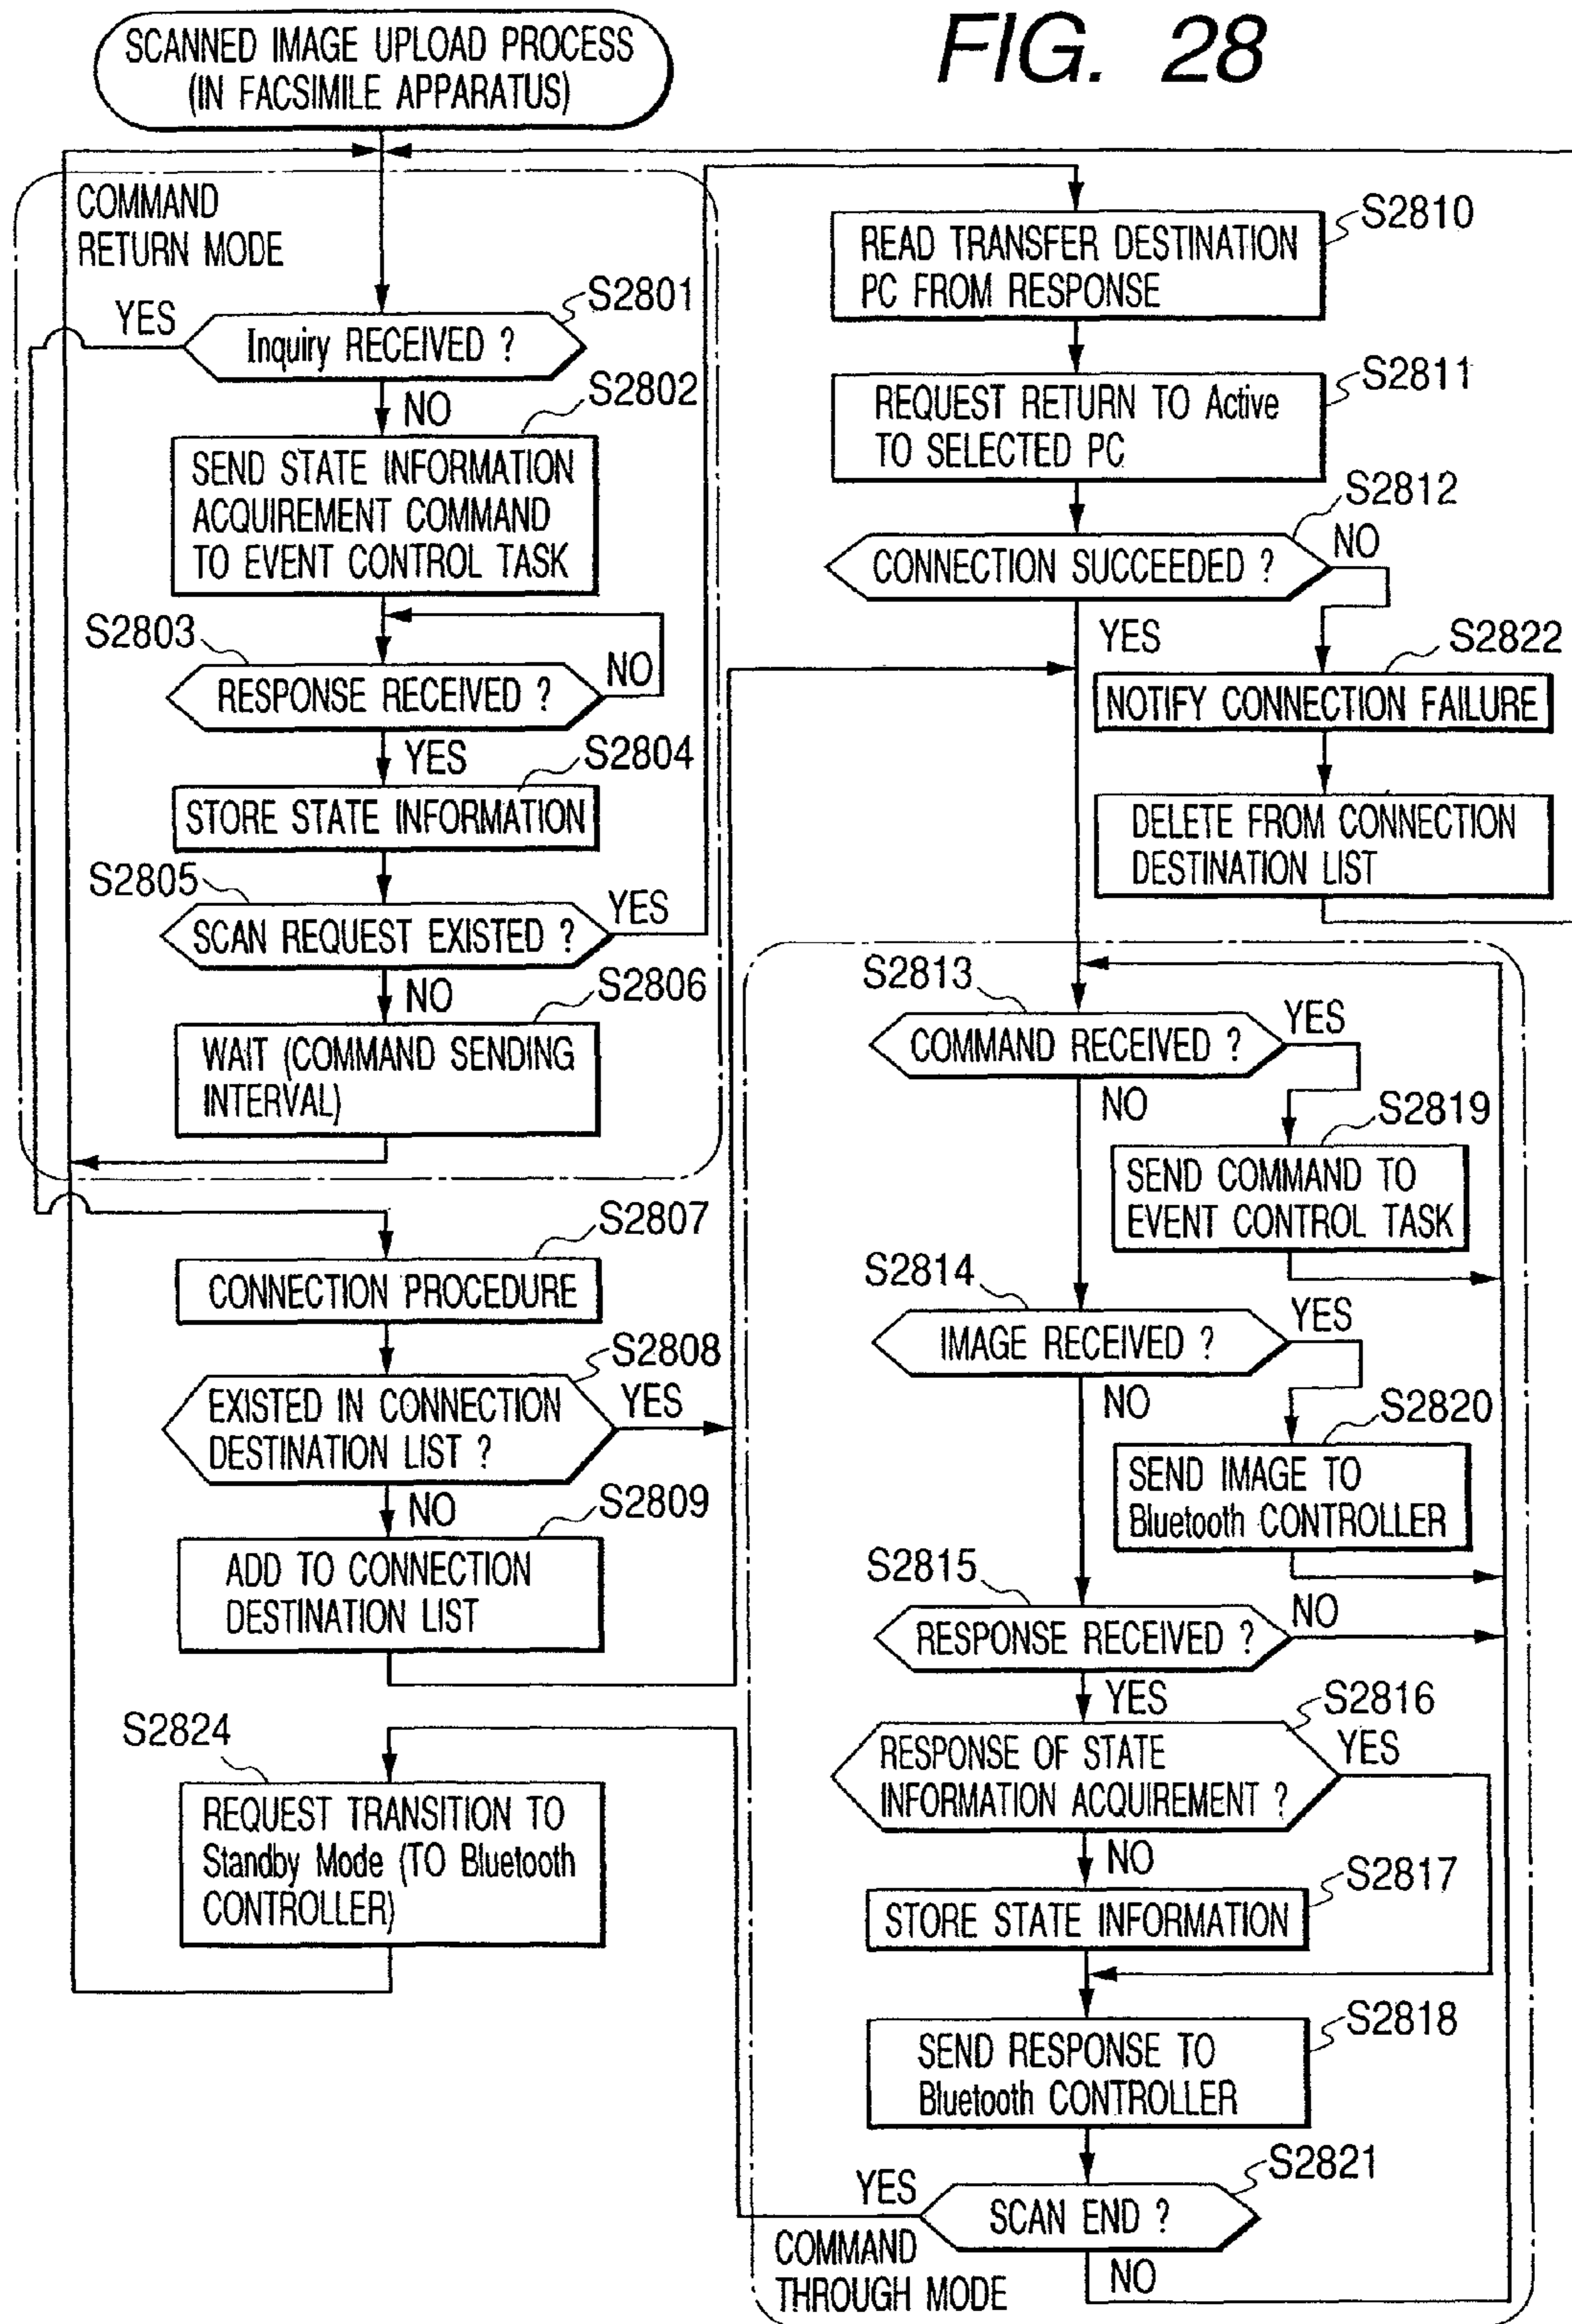 FIG. 28
SCANNED IMAGE UPLOAD PROCESS
(IN FACSIMILE APPARATUS)
COMMAND
RETURN MODE
S2801
YES
Inquiry RECEIVED ?
NO
S2802
SEND STATE INFORMATION
ACQUIREMENT COMMAND
TO EVENT CONTROL TASK
S2803
RESPONSE RECEIVED ?
NO
YES
S2804
STORE STATE INFORMATION
S2805
SCAN REQUEST EXISTED ?
YES
NO
S2806
WAIT (COMMAND SENDING
INTERVAL)
S2807
CONNECTION PROCEDURE
S2808
EXISTED IN CONNECTION
DESTINATION LIST ?
YES
NO
S2809
ADD TO CONNECTION
DESTINATION LIST
S2824
REQUEST TRANSITION TO
Standby Mode (TO Bluetooth
CONTROLLER)
S2810
READ TRANSFER DESTINATION
PC FROM RESPONSE
S2811
REQUEST RETURN TO Active
TO SELECTED PC
S2812
CONNECTION SUCCEEDED ?
NO
YES
S2822
NOTIFY CONNECTION FAILURE
DELETE FROM CONNECTION
DESTINATION LIST
S2813
COMMAND RECEIVED ?
YES
NO
S2819
SEND COMMAND TO
EVENT CONTROL TASK
S2814
IMAGE RECEIVED ?
YES
NO
S2820
SEND IMAGE TO
Bluetooth CONTROLLER
S2815
RESPONSE RECEIVED ?
NO
YES
S2816
RESPONSE OF STATE
INFORMATION ACQUIREMENT ?
YES
NO
S2817
STORE STATE INFORMATION
S2818
SEND RESPONSE TO
Bluetooth CONTROLLER
S2821
YES
SCAN END ?
NO
COMMAND
THROUGH MODE